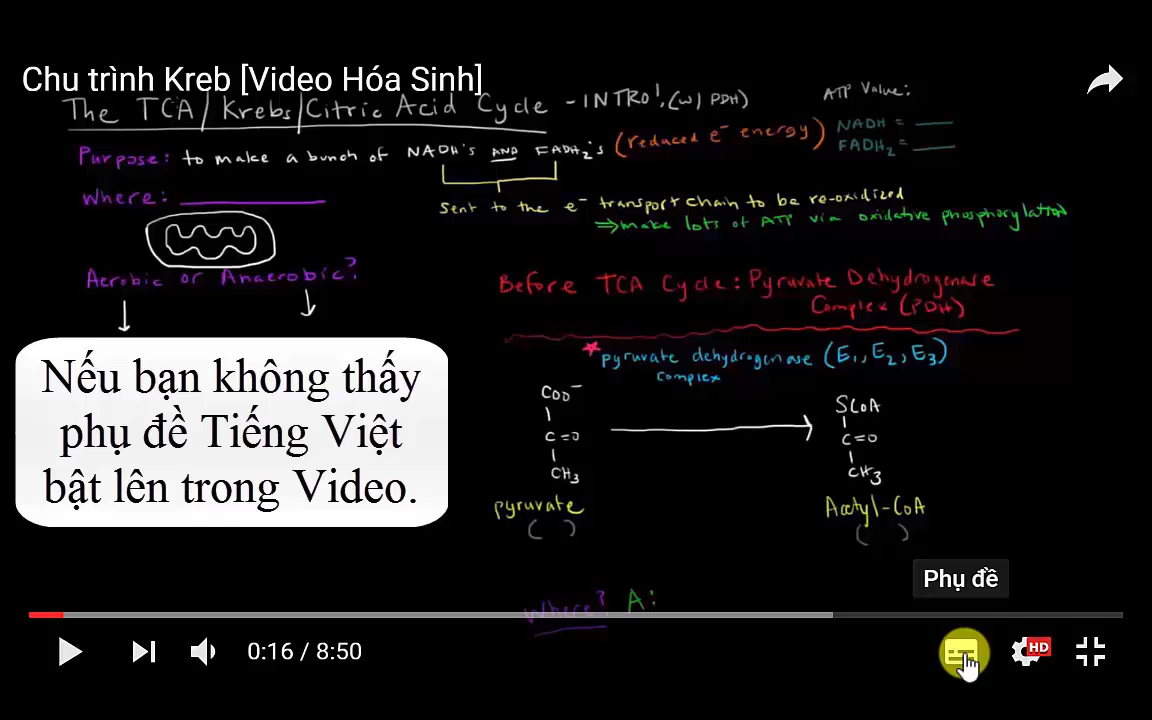 Chu trình Kreb [Video Hóa Sinh]
The TCA/Krebs/Citric Acid Cycle - INTRO! (w/ PDH)
ATP Value:
NADH = ___
FADH₂ = ___
Purpose: to make a bunch of NADH's AND FADH₂'s (reduced e⁻ energy)
Where: ___
Sent to the e⁻ transport chain to be re-oxidized
⇒ make lots of ATP via oxidative phosphorylation
Aerobic or Anaerobic?
Before TCA Cycle: Pyruvate Dehydrogenase
Complex (PDH)
pyruvate dehydrogenase (E₁, E₂, E₃)
complex
Nếu bạn không thấy
phụ đề Tiếng Việt
bật lên trong Video.
COO⁻
C=O
CH₃
pyruvate
( )
SCoA
C=O
CH₃
Acetyl-CoA
( )
Phụ đề
Where? A:
0:16 / 8:50
HD